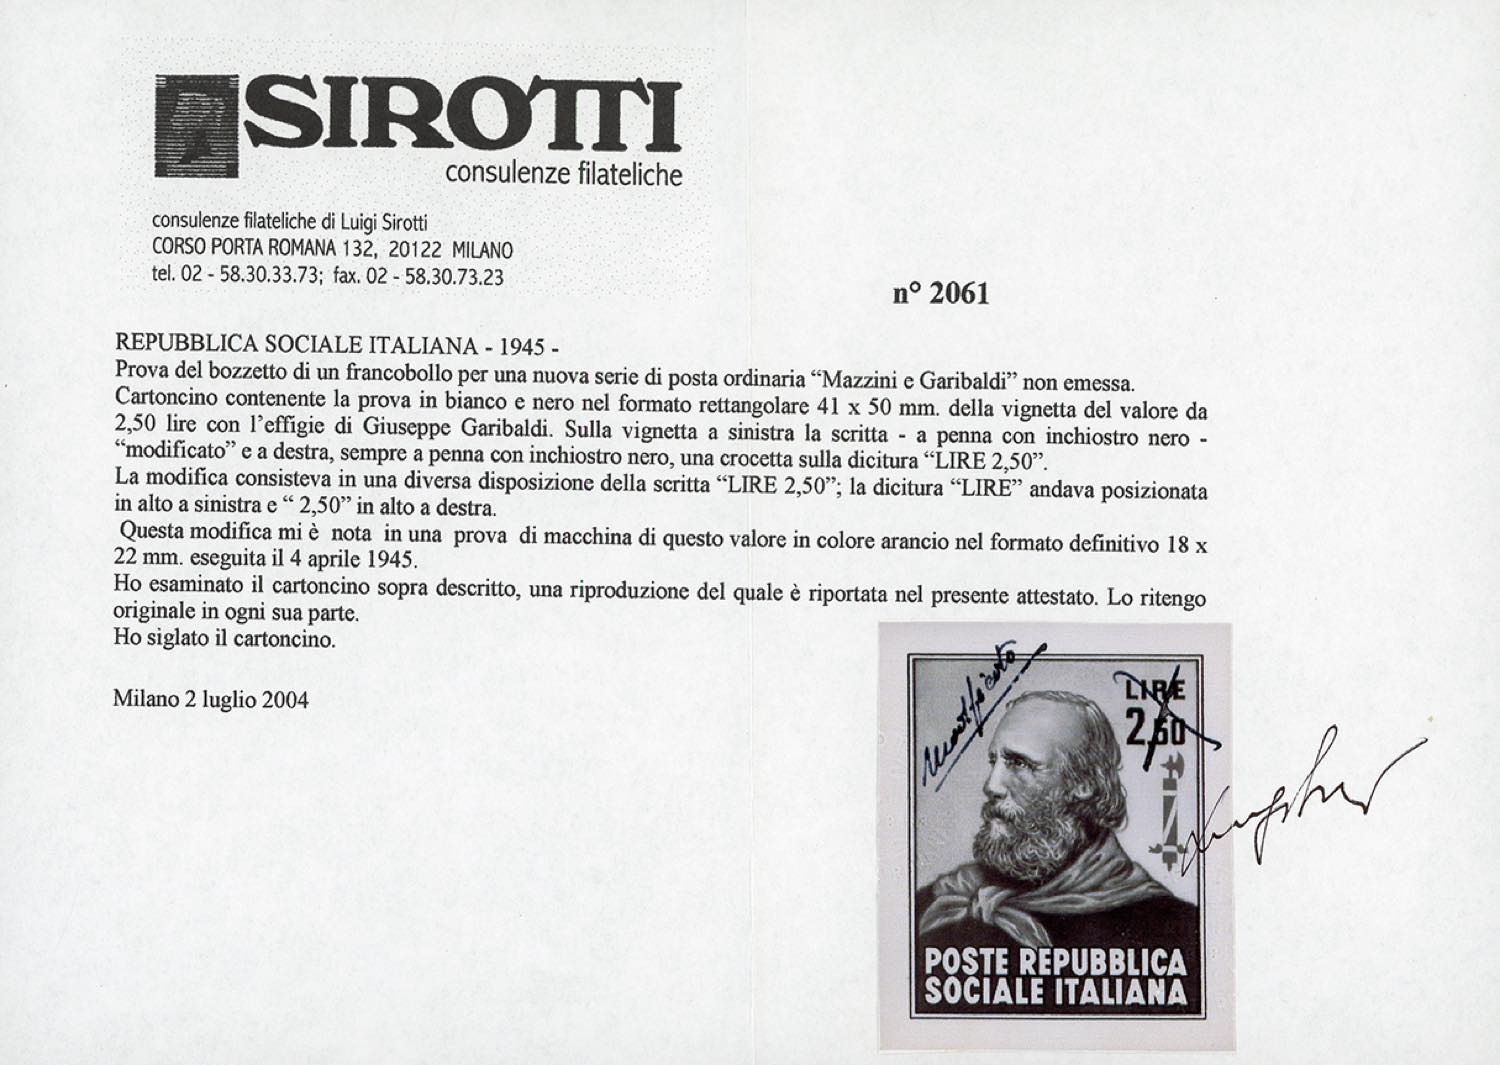 SIROTTI
consulenze filateliche
consulenze filateliche di Luigi Sirotti
CORSO PORTA ROMANA 132, 20122 MILANO
tel. 02 - 58.30.33.73; fax. 02 - 58.30.73.23
n° 2061
REPUBBLICA SOCIALE ITALIANA - 1945 -
Prova del bozzetto di un francobollo per una nuova serie di posta ordinaria “Mazzini e Garibaldi” non emessa.
Cartoncino contenente la prova in bianco e nero nel formato rettangolare 41 x 50 mm. della vignetta del valore da
2,50 lire con l’effigie di Giuseppe Garibaldi. Sulla vignetta a sinistra la scritta - a penna con inchiostro nero -
“modificato” e a destra, sempre a penna con inchiostro nero, una crocetta sulla dicitura “LIRE 2,50”.
La modifica consisteva in una diversa disposizione della scritta “LIRE 2,50”; la dicitura “LIRE” andava posizionata
in alto a sinistra e “ 2,50” in alto a destra.
Questa modifica mi è nota in una prova di macchina di questo valore in colore arancio nel formato definitivo 18 x
22 mm. eseguita il 4 aprile 1945.
Ho esaminato il cartoncino sopra descritto, una riproduzione del quale è riportata nel presente attestato. Lo ritengo
originale in ogni sua parte.
Ho siglato il cartoncino.
Milano 2 luglio 2004
modificato
LIRE
2,50
POSTE REPUBBLICA
SOCIALE ITALIANA